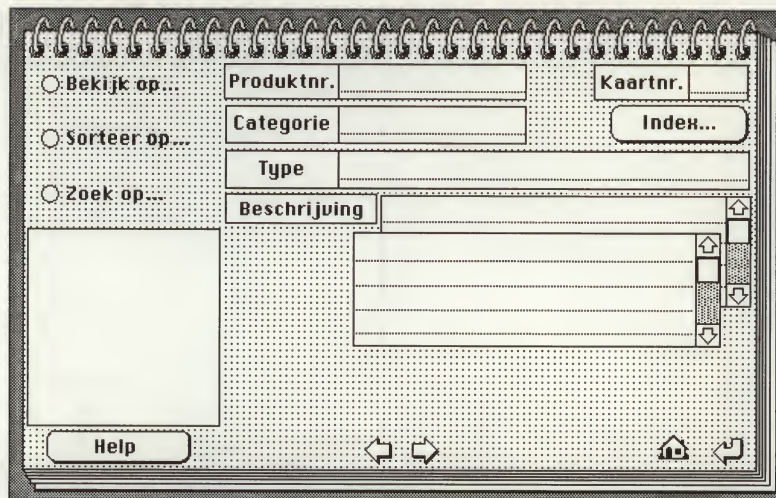 Bekijk op...
Produktnr.
Kaartnr.
Categorie
Index...
Sorteer op...
Type
Zoek op...
Beschrijving
Help